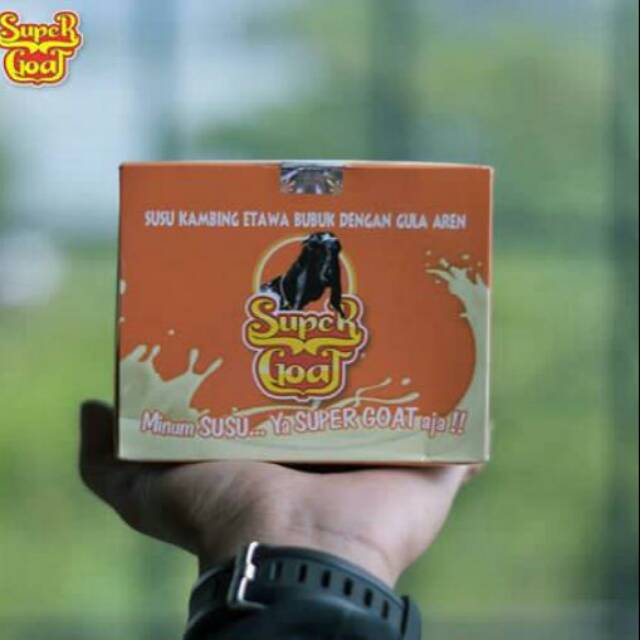 SUPER
GOAT
SUSU KAMBING ETAWA BUBUK DENGAN GULA AREN
SUPER
GOAT
Minum SUSU... Ya SUPER GOAT aja !!